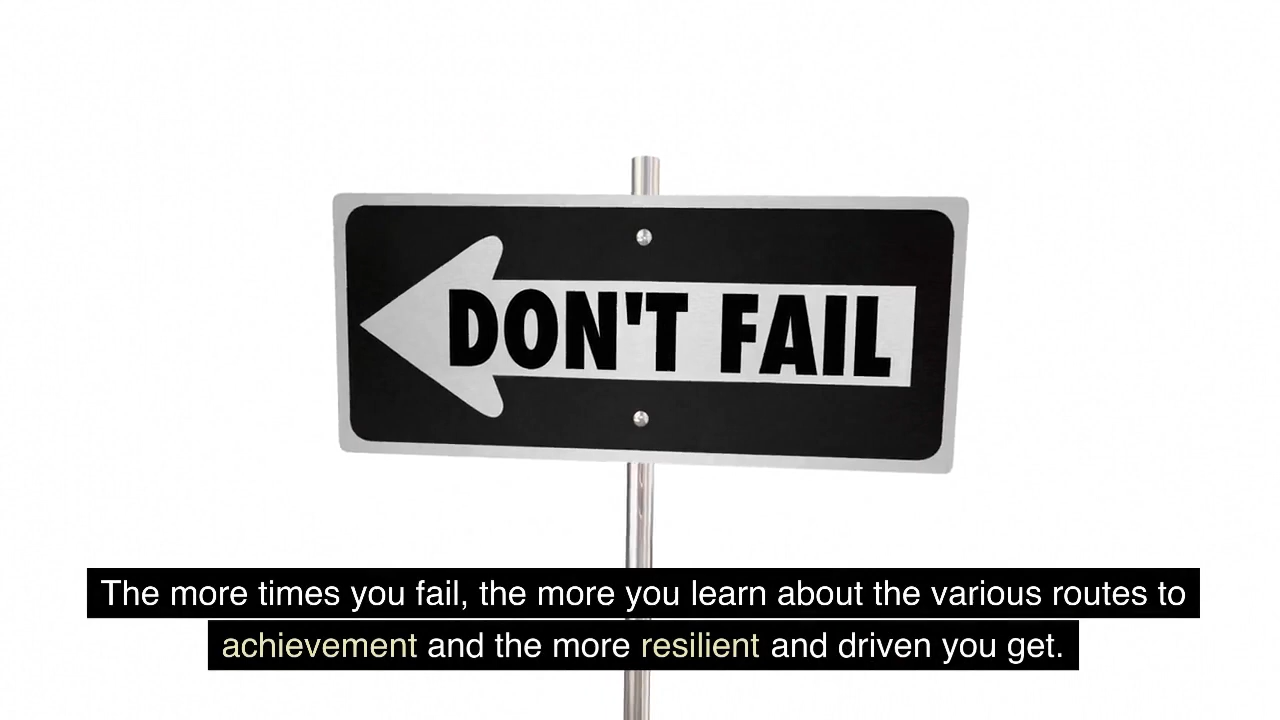 DON'T FAIL
The more times you fail, the more you learn about the various routes to
achievement and the more resilient and driven you get.